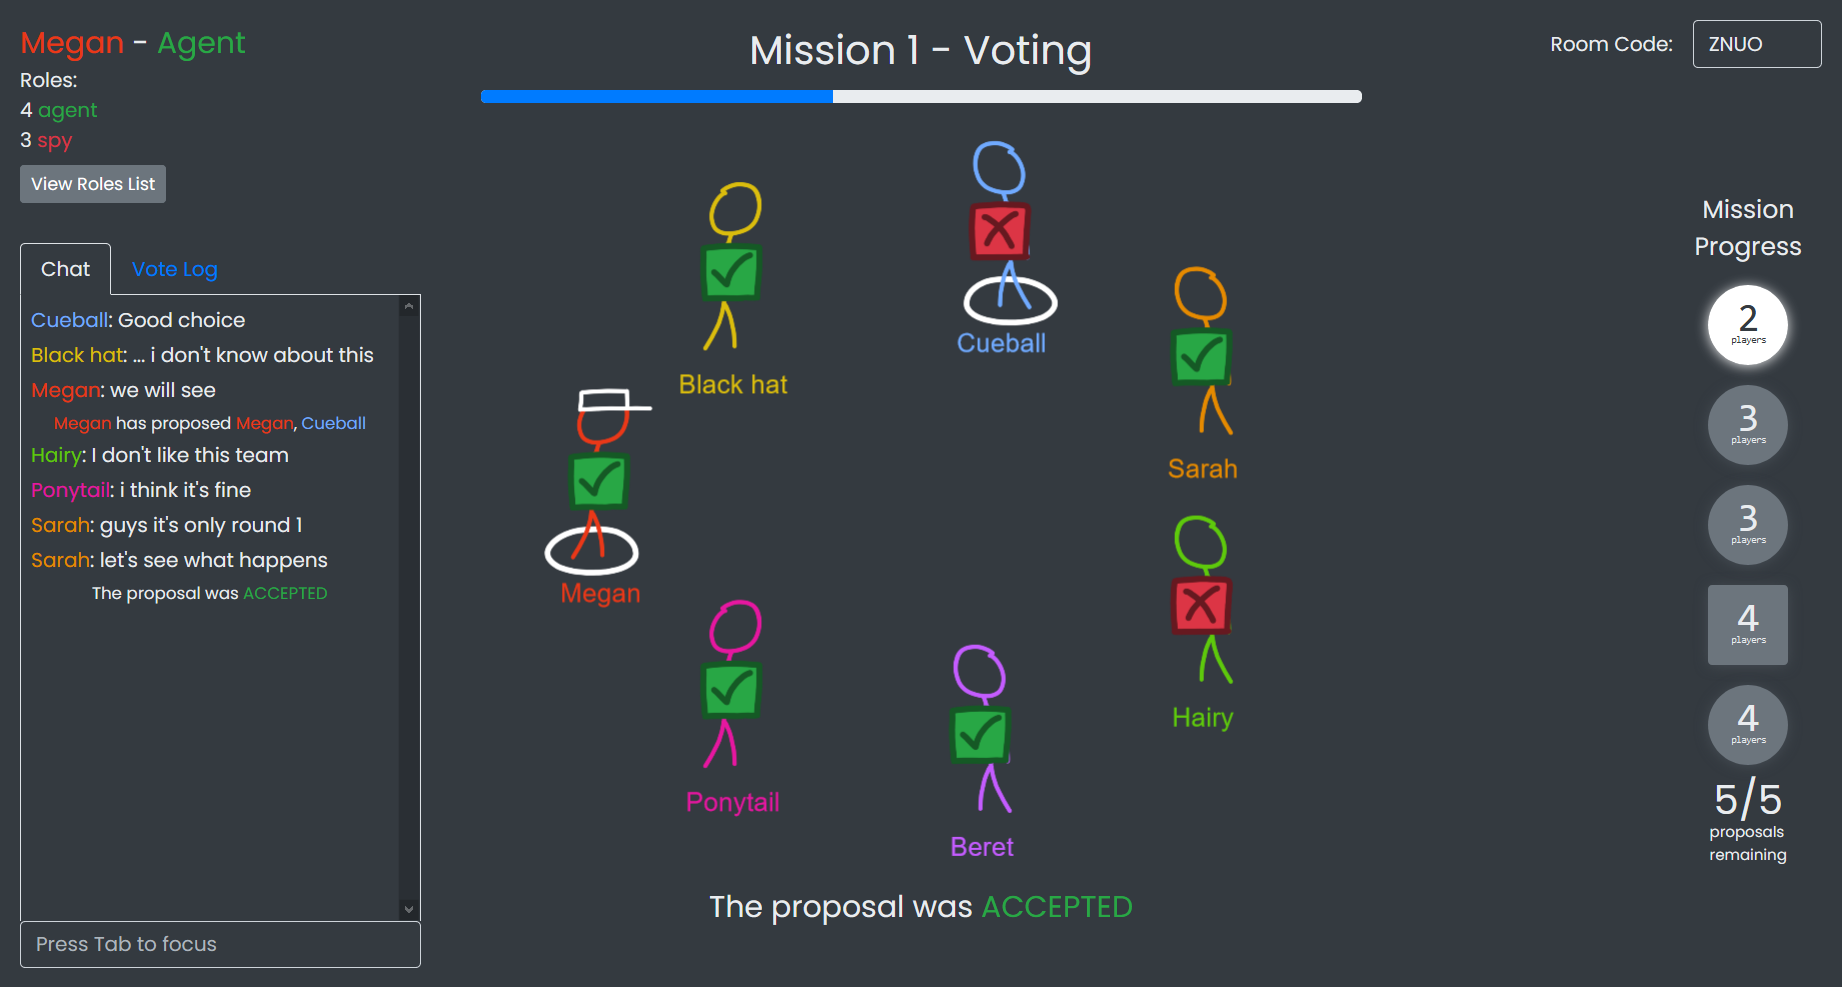 Megan - Agent
Roles:
4 agent
3 spy
View Roles List
Mission 1 - Voting
Room Code:
ZNUO
Chat
Vote Log
Cueball: Good choice
Black hat: ... i don't know about this
Megan: we will see
Megan has proposed Megan, Cueball
Hairy: I don't like this team
Ponytail: i think it's fine
Sarah: guys it's only round 1
Sarah: let's see what happens
The proposal was ACCEPTED
Press Tab to focus
Cueball
Black hat
Sarah
Megan
Hairy
Ponytail
Beret
The proposal was ACCEPTED
Mission
Progress
2
players
3
players
3
players
4
players
4
players
5/5
proposals
remaining